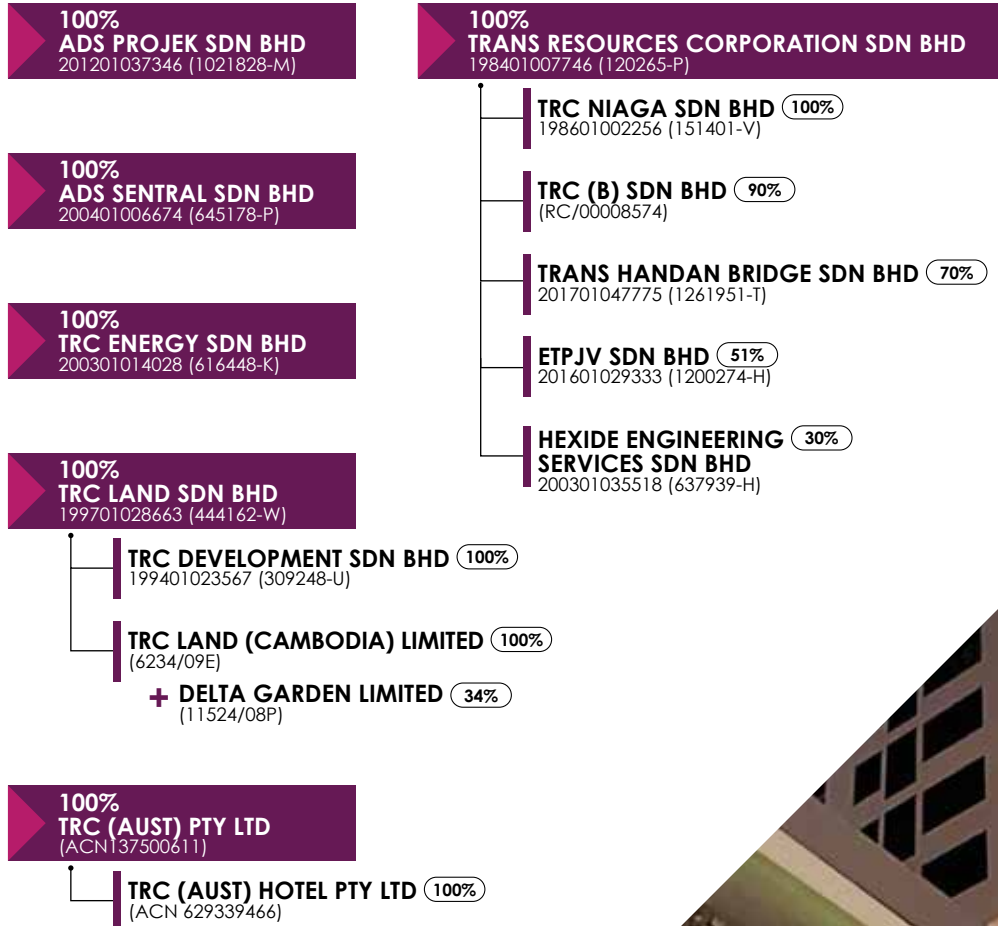 100%
ADS PROJEK SDN BHD
201201037346 (1021828-M)
100%
ADS SENTRAL SDN BHD
200401006674 (645178-P)
100%
TRC ENERGY SDN BHD
200301014028 (616448-K)
100%
TRC LAND SDN BHD
199701028663 (444162-W)
TRC DEVELOPMENT SDN BHD 100%
199401023567 (309248-U)
TRC LAND (CAMBODIA) LIMITED 100%
(6234/09E)
+ DELTA GARDEN LIMITED 34%
(11524/08P)
100%
TRC (AUST) PTY LTD
(ACN137500611)
TRC (AUST) HOTEL PTY LTD 100%
(ACN 629339466)
100%
TRANS RESOURCES CORPORATION SDN BHD
198401007746 (120265-P)
TRC NIAGA SDN BHD 100%
198601002256 (151401-V)
TRC (B) SDN BHD 90%
(RC/00008574)
TRANS HANDAN BRIDGE SDN BHD 70%
201701047775 (1261951-T)
ETPJV SDN BHD 51%
201601029333 (1200274-H)
HEXIDE ENGINEERING 30%
SERVICES SDN BHD
200301035518 (637939-H)